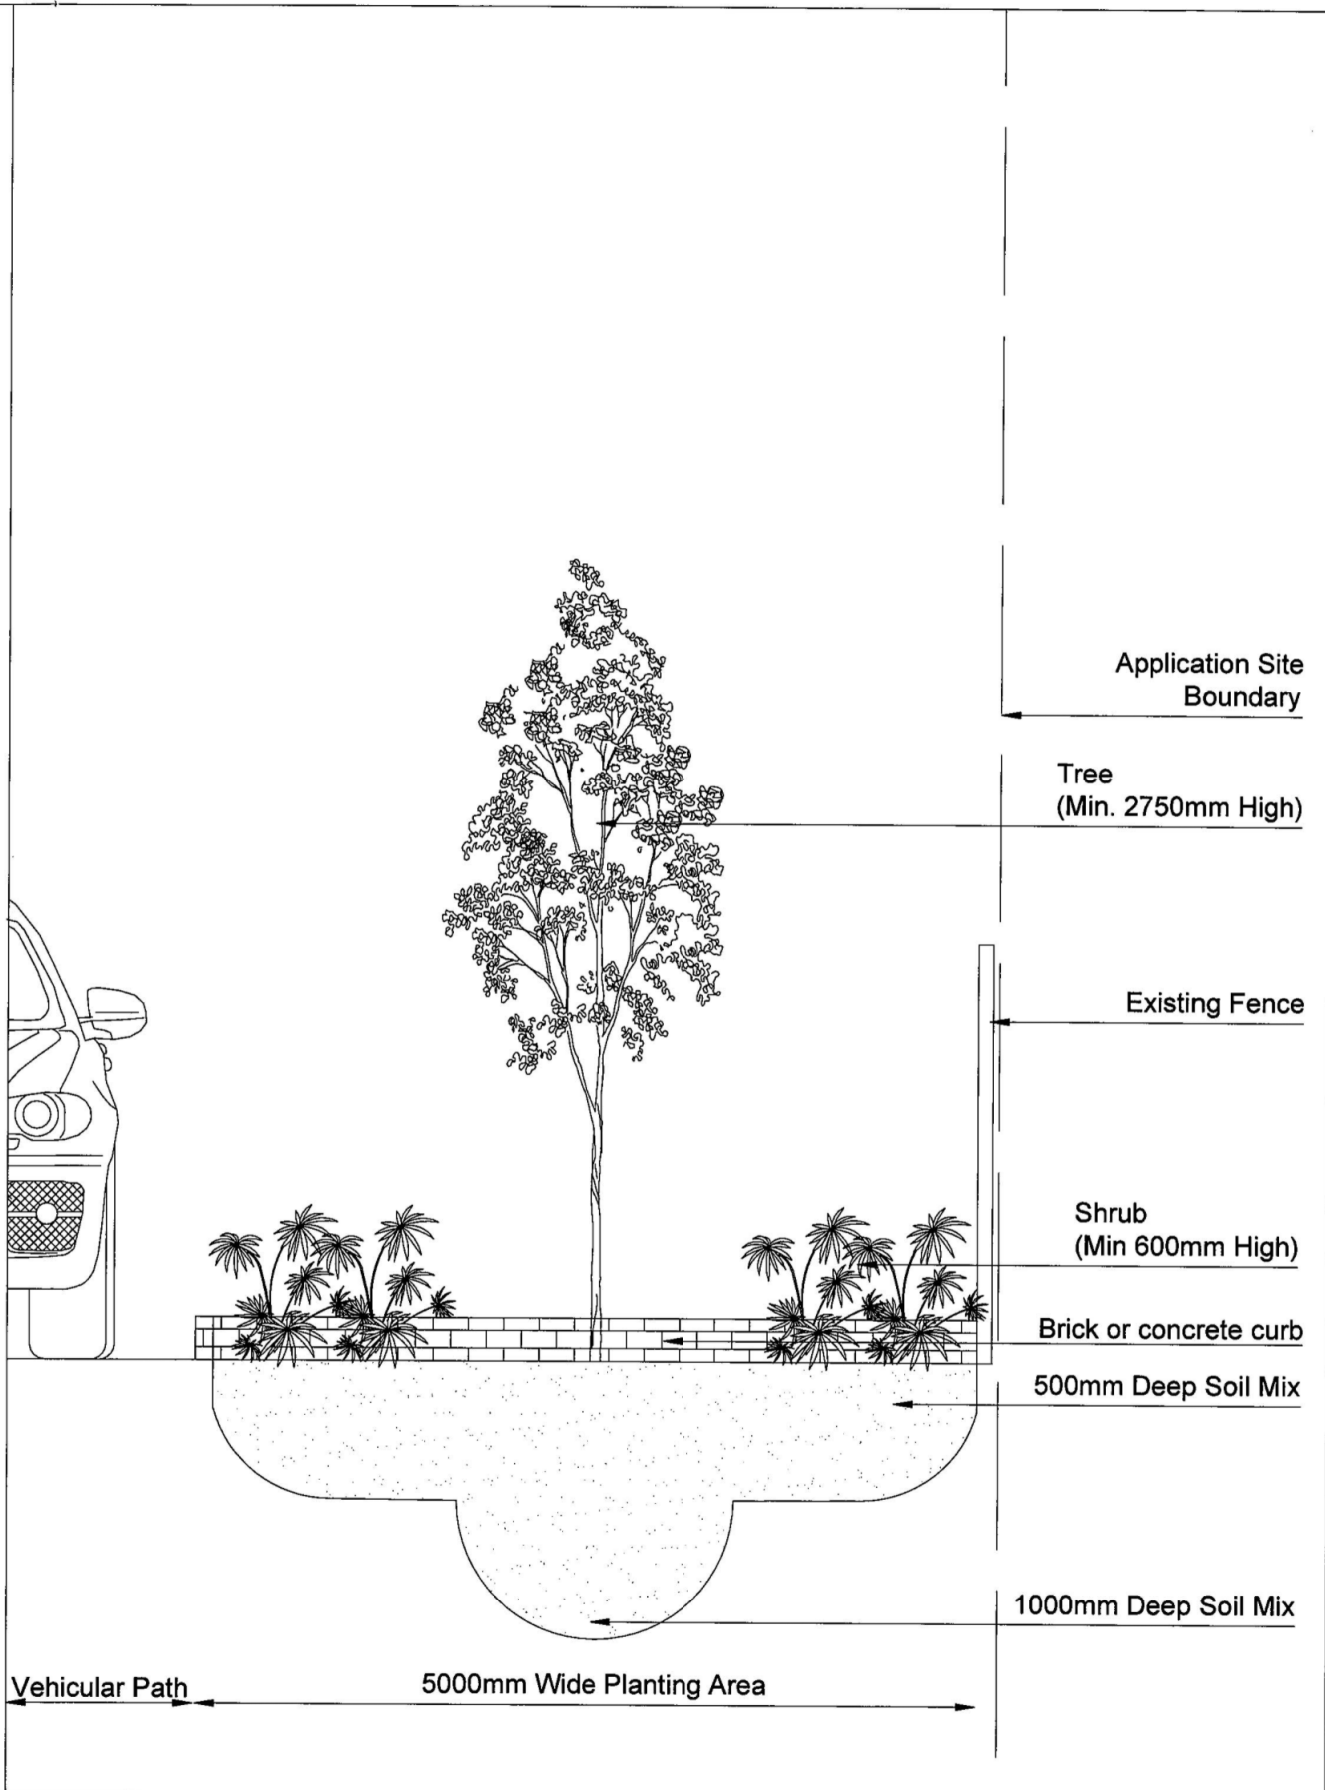 Application Site
Boundary
Tree
(Min. 2750mm High)
Existing Fence
Shrub
(Min 600mm High)
Brick or concrete curb
500mm Deep Soil Mix
1000mm Deep Soil Mix
Vehicular Path
5000mm Wide Planting Area